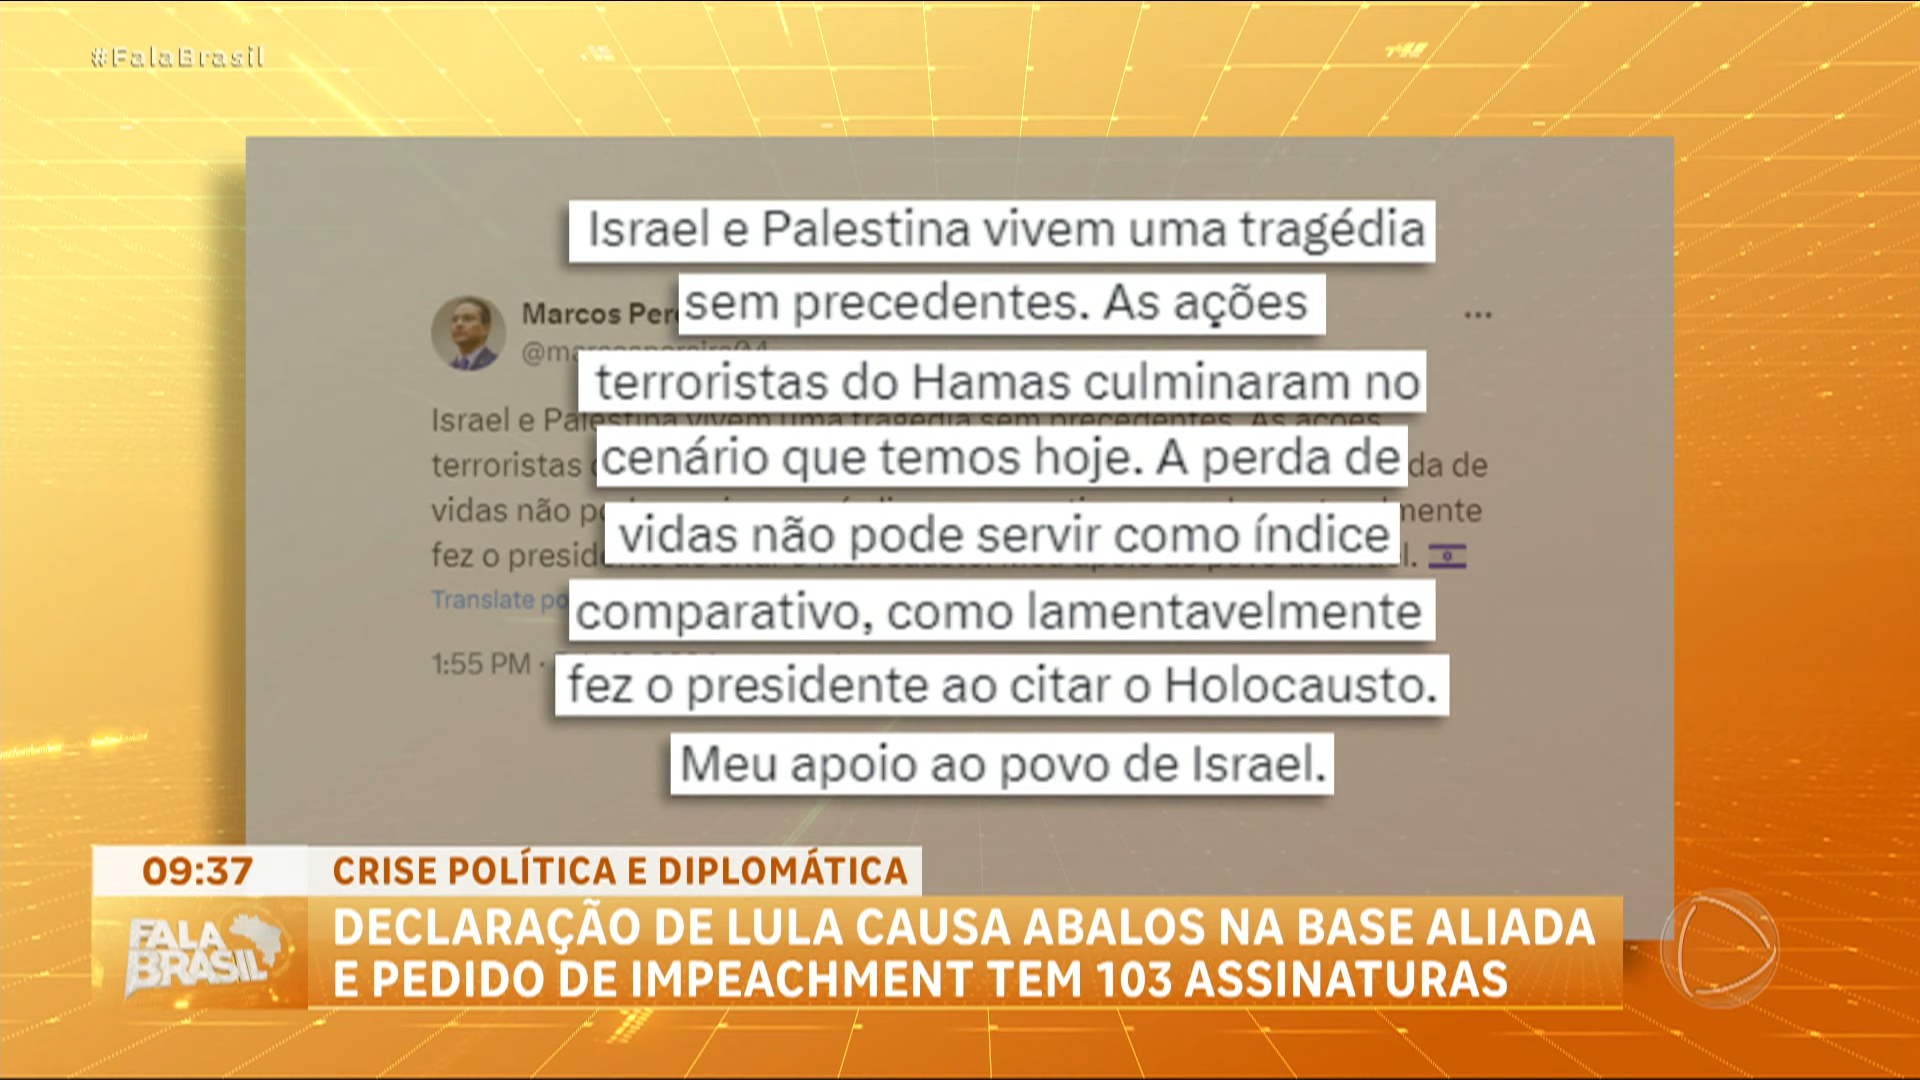 #FalaBrasil
Israel e Palestina vivem uma tragédia
sem precedentes. As ações
terroristas do Hamas culminaram no
cenário que temos hoje. A perda de
vidas não pode servir como índice
comparativo, como lamentavelmente
fez o presidente ao citar o Holocausto.
Meu apoio ao povo de Israel.
Marcos
Israel e
terroristas
da de
vidas não
mente
fez o
Translate
1:55 PM ·
09:37
CRISE POLÍTICA E DIPLOMÁTICA
FALA
BRASIL
DECLARAÇÃO DE LULA CAUSA ABALOS NA BASE ALIADA
E PEDIDO DE IMPEACHMENT TEM 103 ASSINATURAS